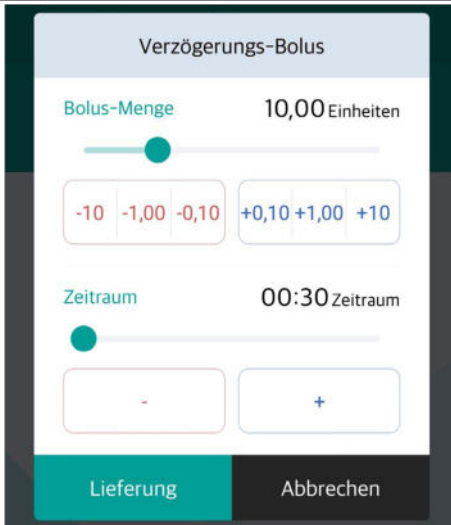 Verzögerungs-Bolus
Bolus-Menge 10,00 Einheiten
-10 -1,00 -0,10 +0,10 +1,00 +10
Zeitraum 00:30 Zeitraum
- +
Lieferung Abbrechen